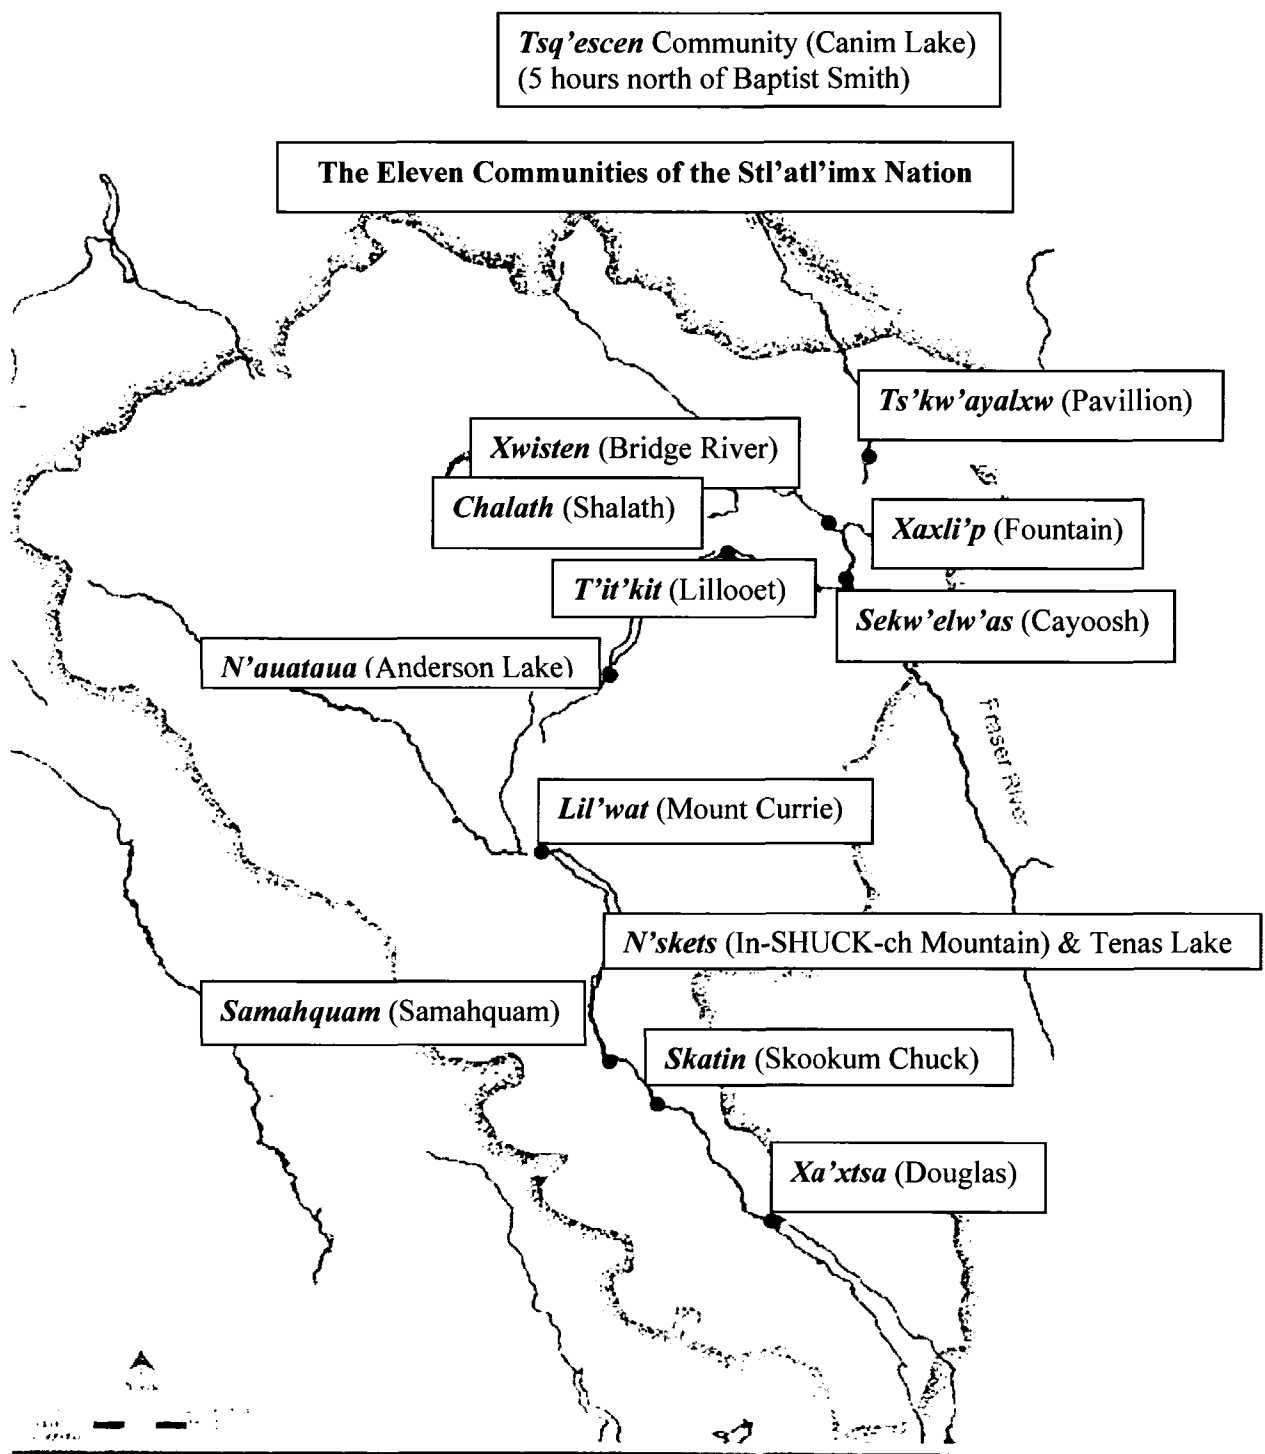 Tsq'escen Community (Canim Lake)
(5 hours north of Baptist Smith)
The Eleven Communities of the Stl'atl'imx Nation
Ts'kw'ayalxw (Pavillion)
Xwisten (Bridge River)
Chalath (Shalath)
Xaxli'p (Fountain)
T'it'kit (Lillooet)
Sekw'elw'as (Cayoosh)
N'auataua (Anderson Lake)
Fraser River
Lil'wat (Mount Currie)
N'skets (In-SHUCK-ch Mountain) & Tenas Lake
Samahquam (Samahquam)
Skatin (Skookum Chuck)
Xa'xtsa (Douglas)